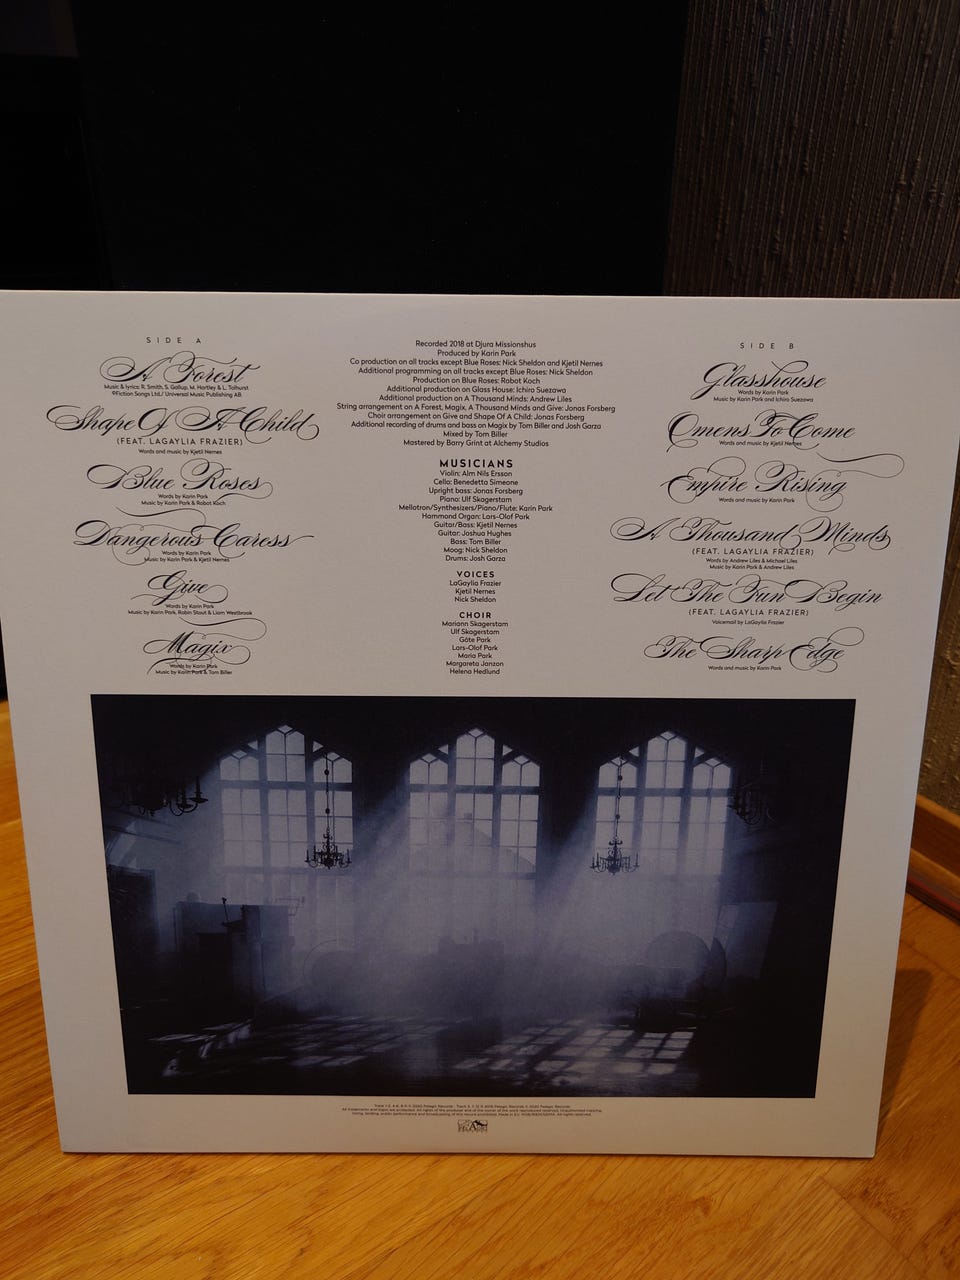 SIDE A
A Forest
Music & lyrics: R. Smith, S. Gallup, M. Hartley & L. Tolhurst
©Fiction Songs Ltd./ Universal Music Publishing AB
Shape Of A Child
(FEAT. LAGAYLIA FRAZIER)
Words and music by Kjetil Nernes
Blue Roses
Words by Karin Park
Music by Karin Park & Robot Koch
Dangerous Caress
Words by Karin Park
Music by Karin Park & Kjetil Nernes
Give
Words by Karin Park
Music by Karin Park, Robin Stout & Liam Westbrook
Magix
Words by Karin Park
Music by Karin Park & Tom Biller
Recorded 2018 at Djura Missionshus
Produced by Karin Park
Co production on all tracks except Blue Roses: Nick Sheldon and Kjetil Nernes
Additional programming on all tracks except Blue Roses: Nick Sheldon
Production on Blue Roses: Robot Koch
Additional production on Glass House: Ichiro Suezawa
Additional production on A Thousand Minds: Andrew Liles
String arrangement on A Forest, Magix, A Thousand Minds and Give: Jonas Forsberg
Choir arrangement on Give and Shape Of A Child: Jonas Forsberg
Additional recording of drums and bass on Magix by Tom Biller and Josh Garza
Mixed by Tom Biller
Mastered by Barry Grint at Alchemy Studios
MUSICIANS
Violin: Alm Nils Ersson
Cello: Benedetta Simeone
Upright bass: Jonas Forsberg
Piano: Ulf Skagerstam
Mellotron/Synthesizers/Piano/Flute: Karin Park
Hammond Organ: Lars-Olof Park
Guitar/Bass: Kjetil Nernes
Guitar: Joshua Hughes
Bass: Tom Biller
Moog: Nick Sheldon
Drums: Josh Garza
VOICES
LaGaylia Frazier
Kjetil Nernes
Nick Sheldon
CHOIR
Mariann Skagerstam
Ulf Skagerstam
Göte Park
Lars-Olof Park
Maria Park
Margareta Janzon
Helena Hedlund
SIDE B
Glasshouse
Words by Karin Park
Music by Karin Park and Ichiro Suezawa
Omens To Come
Words and music by Kjetil Nernes
Empire Rising
Words and music by Karin Park
A Thousand Minds
(FEAT. LAGAYLIA FRAZIER)
Words by Andrew Liles & Michael Liles
Music by Karin Park & Andrew Liles
Let The Fun Begin
(FEAT. LAGAYLIA FRAZIER)
Voicemail by LaGaylia Frazier
The Sharp Edge
Words and music by Karin Park